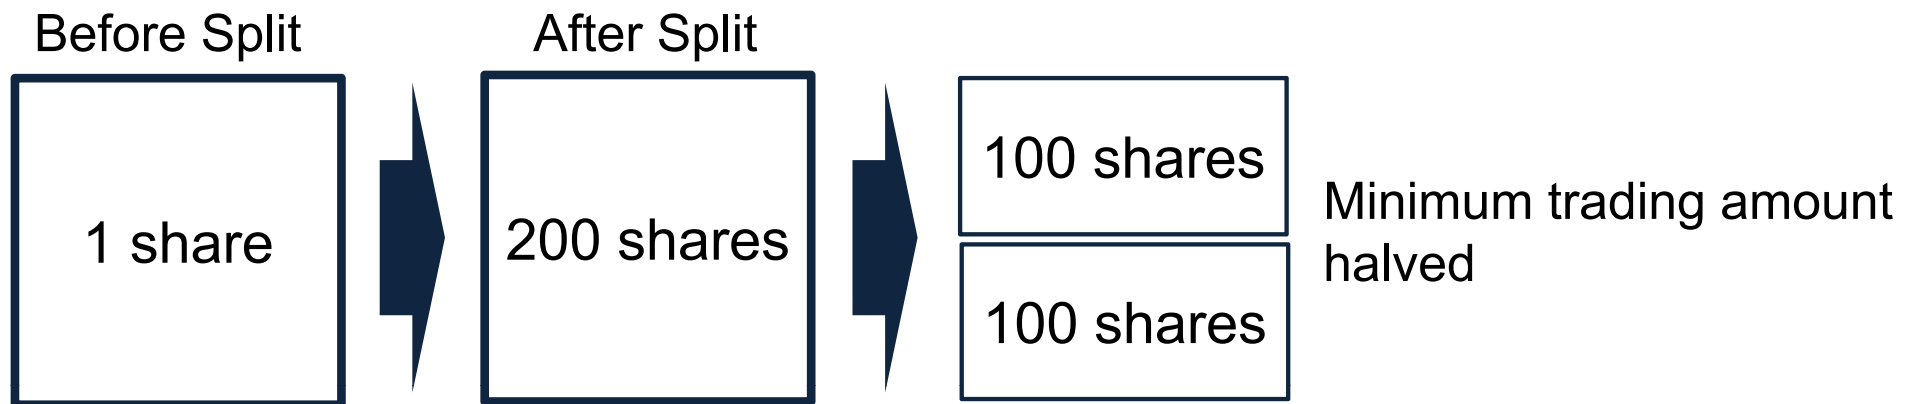 Before Split
After Split
1 share
200 shares
100 shares
100 shares
Minimum trading amount
halved